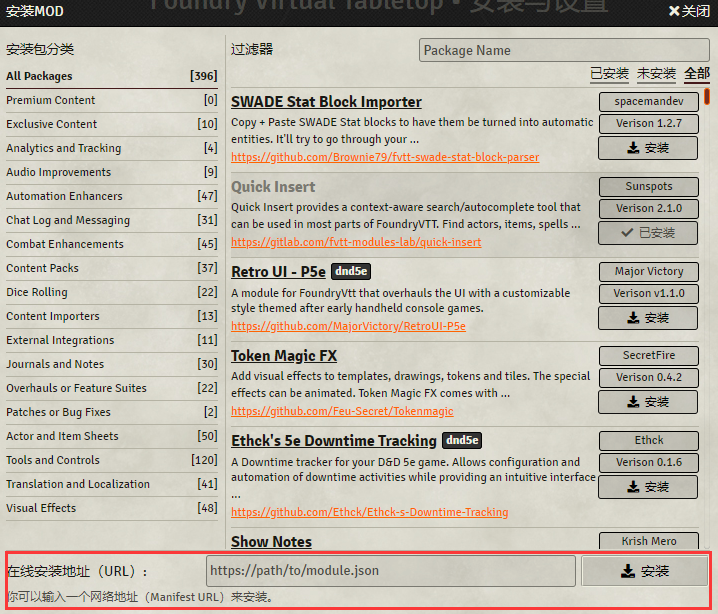 Foundry Virtual Tabletop • 安装与设置
安装MOD
×关闭
安装包分类
All Packages [396]
Premium Content [0]
Exclusive Content [10]
Analytics and Tracking [4]
Audio Improvements [9]
Automation Enhancers [47]
Chat Log and Messaging [31]
Combat Enhancements [45]
Content Packs [37]
Dice Rolling [22]
Content Importers [13]
External Integrations [11]
Journals and Notes [30]
Overhauls or Feature Suites [22]
Patches or Bug Fixes [2]
Actor and Item Sheets [50]
Tools and Controls [120]
Translation and Localization [41]
Visual Effects [48]
过滤器
Package Name
已安装 未安装 全部
SWADE Stat Block Importer
Copy + Paste SWADE Stat blocks to have them be turned into automatic
entities. It'll try to go through your ...
https://github.com/Brownie79/fvtt-swade-stat-block-parser
spacemandev
Verison 1.2.7
安装
Quick Insert
Quick Insert provides a context-aware search/autocomplete tool that
can be used in most parts of FoundryVTT. Find actors, items, spells ...
https://gitlab.com/fvtt-modules-lab/quick-insert
Sunspots
Verison 2.1.0
✓ 已安装
Retro UI - P5e dnd5e
A module for FoundryVtt that overhauls the UI with a customizable
style themed after early handheld console games.
https://github.com/MajorVictory/RetroUI-P5e
Major Victory
Verison v1.1.0
安装
Token Magic FX
Add visual effects to templates, drawings, tokens and tiles. The special
effects can be animated. Token Magic FX comes with ...
https://github.com/Feu-Secret/Tokenmagic
SecretFire
Verison 0.4.2
安装
Ethck's 5e Downtime Tracking dnd5e
A Downtime tracker for your D&D 5e game. Allows configuration and
automation of downtime activities while providing an intuitive interface
...
https://github.com/Ethck/Ethck-s-Downtime-Tracking
Ethck
Verison 0.1.6
安装
Show Notes
Krish Mero
在线安装地址（URL）:
https://path/to/module.json
安装
你可以输入一个网络地址（Manifest URL）来安装。